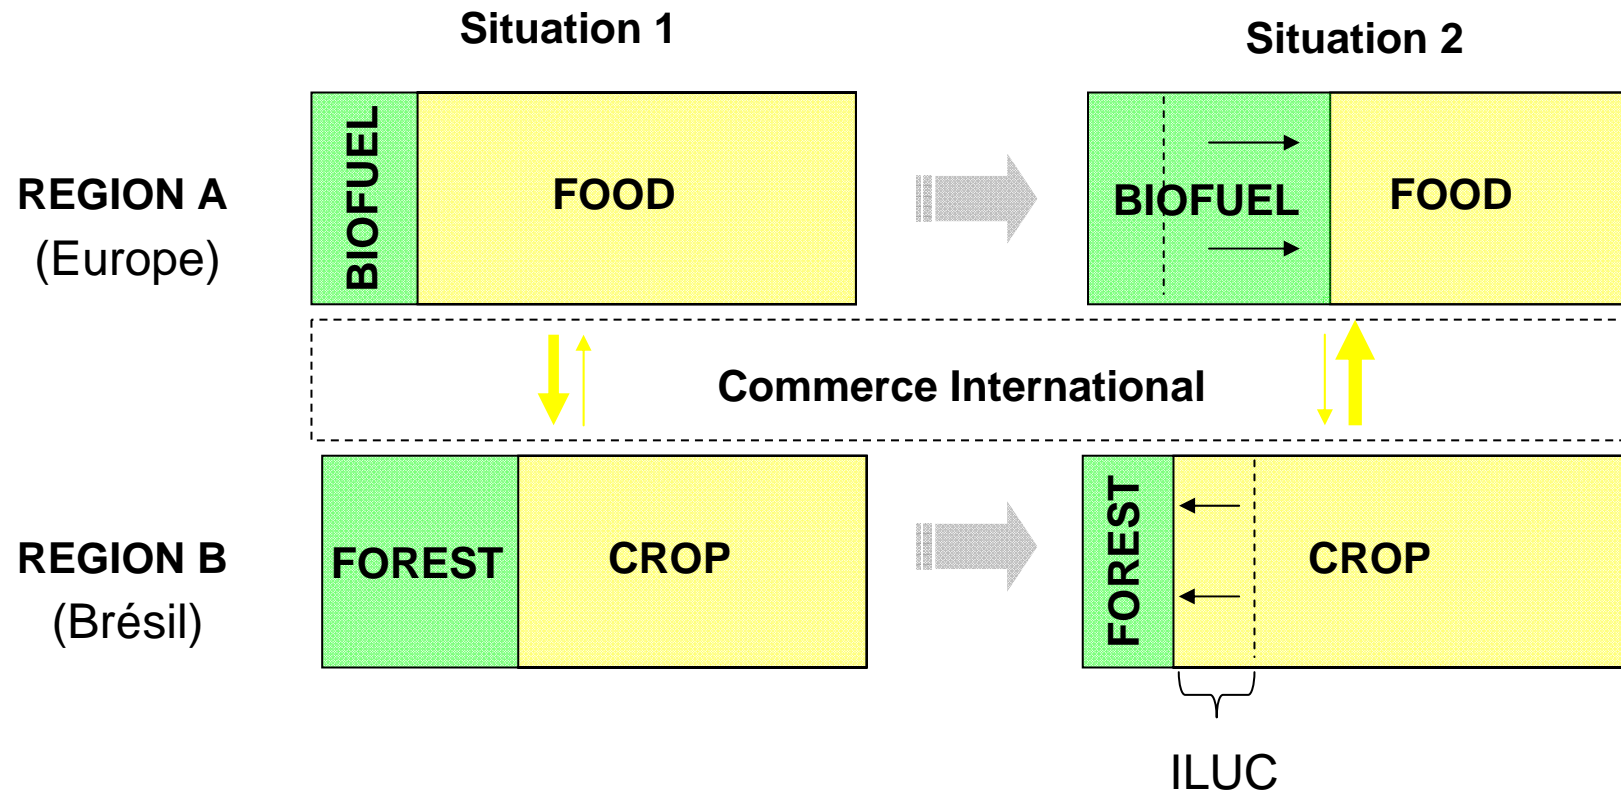 Situation 1
Situation 2
REGION A
(Europe)
BIOFUEL
FOOD
BIOFUEL
FOOD
Commerce International
REGION B
(Brésil)
FOREST
CROP
FOREST
CROP
ILUC